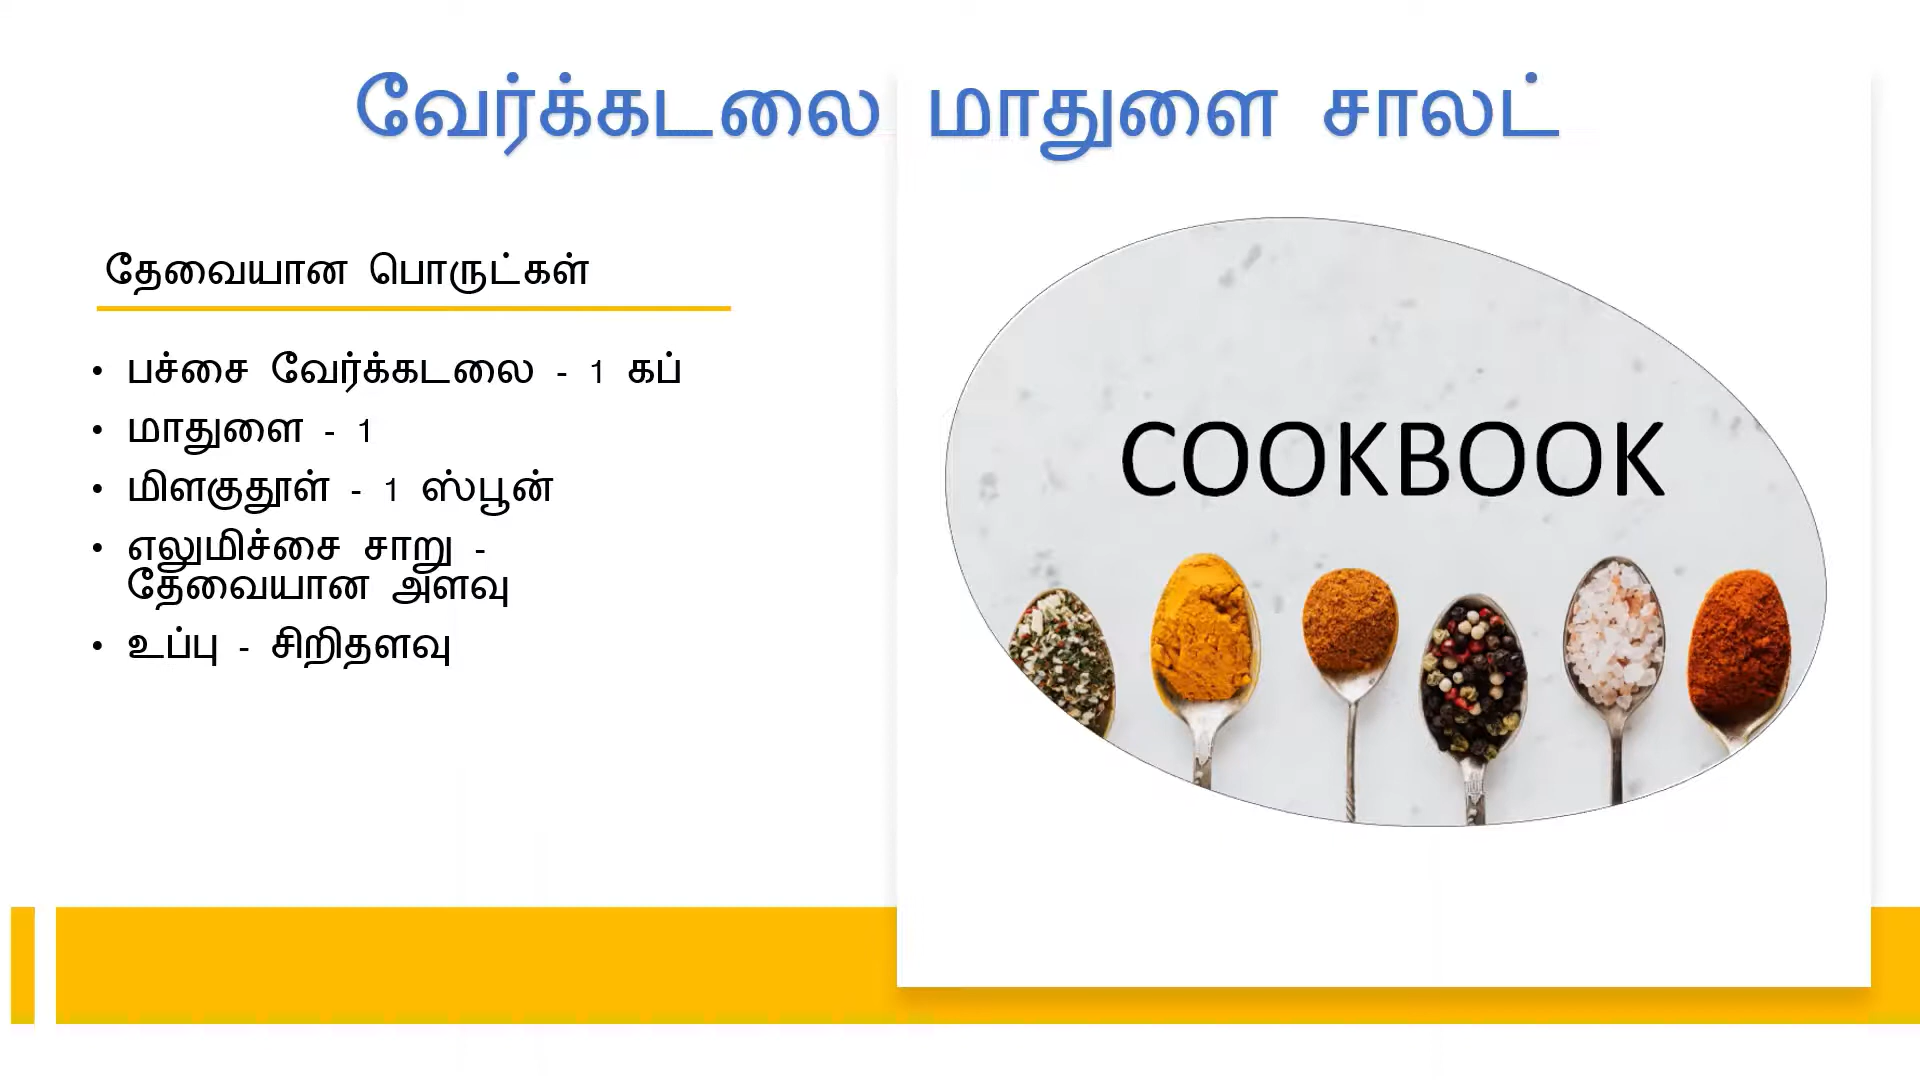 வேர்க்கடலை மாதுளை சாலட்
தேவையான பொருட்கள்
• பச்சை வேர்க்கடலை - 1 கப்
• மாதுளை - 1
• மிளகுதூள் - 1 ஸ்பூன்
• எலுமிச்சை சாறு -
தேவையான அளவு
• உப்பு - சிறிதளவு
COOKBOOK